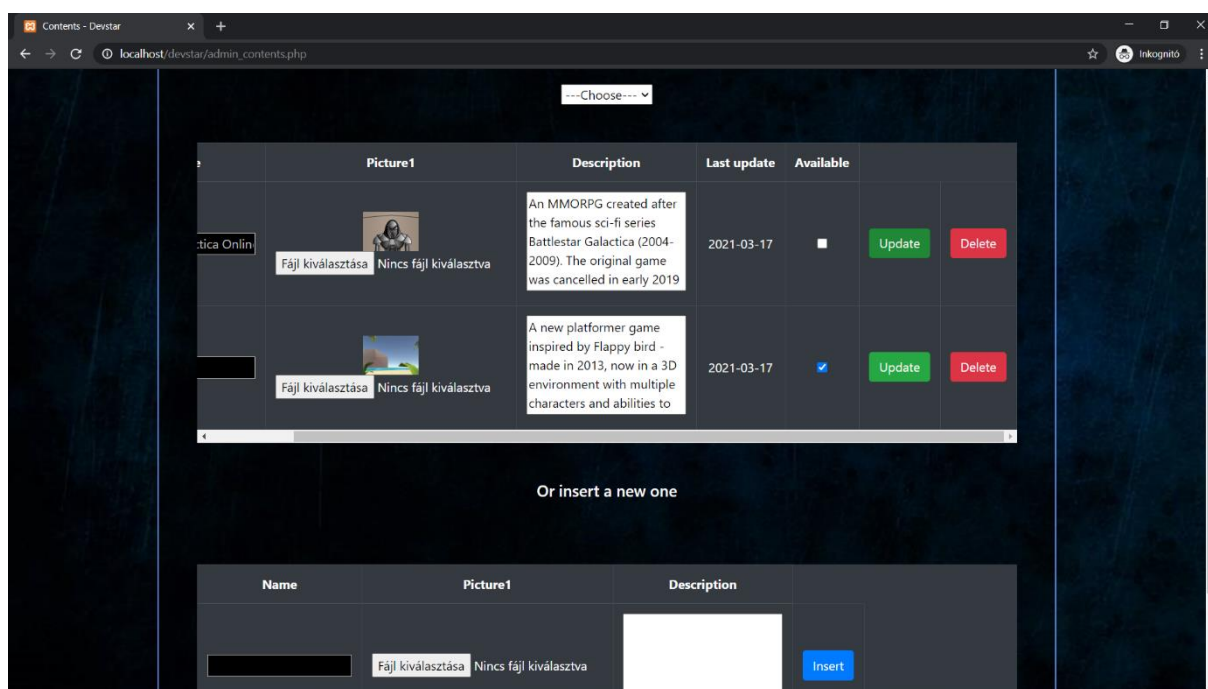 Contents - Devstar
localhost/devstar/admin_contents.php
Inkognitó
---Choose---
Picture1 Description Last update Available
An MMORPG created after
the famous sci-fi series
Battlestar Galactica (2004-
2009). The original game
was cancelled in early 2019
Fájl kiválasztása Nincs fájl kiválasztva
2021-03-17
Update Delete
A new platformer game
inspired by Flappy bird -
made in 2013, now in a 3D
environment with multiple
characters and abilities to
Fájl kiválasztása Nincs fájl kiválasztva
2021-03-17
Update Delete
Or insert a new one
Name Picture1 Description
Fájl kiválasztása Nincs fájl kiválasztva
Insert